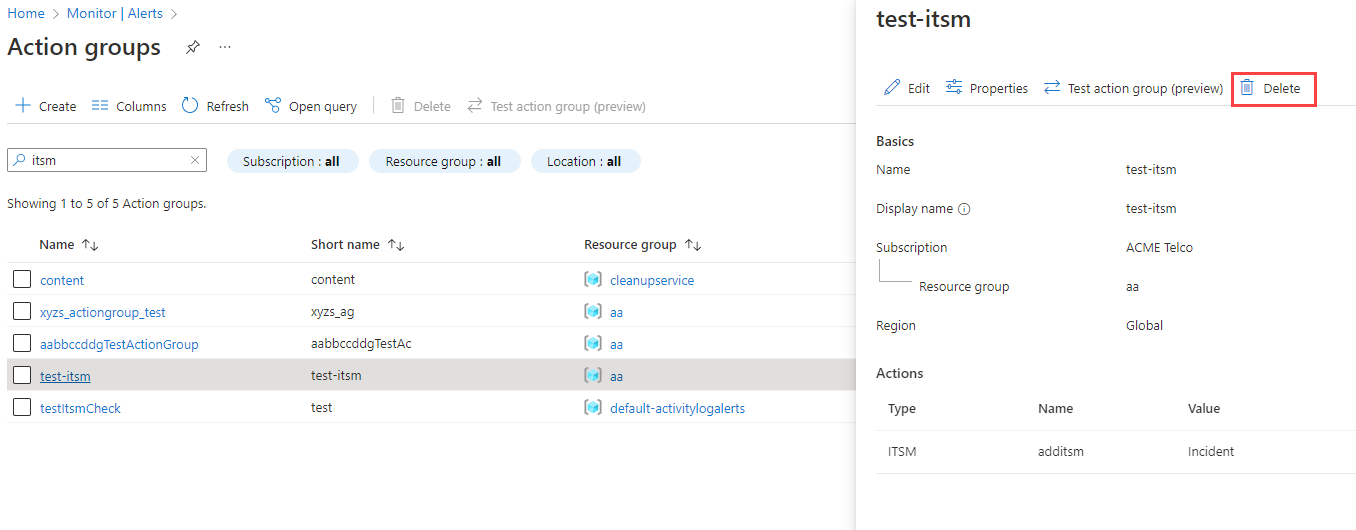 Home > Monitor | Alerts >
Action groups
...
Create Columns Refresh Open query Delete Test action group (preview)
itsm
Subscription : all Resource group : all Location : all
Showing 1 to 5 of 5 Action groups.
Name Short name Resource group
content content cleanupservice
xyzs_actiongroup_test xyzs_ag aa
aabbccddgTestActionGroup aabbccddgTestAc aa
test-itsm test-itsm aa
testItsmCheck test default-activitylogalerts
test-itsm
Edit Properties Test action group (preview) Delete
Basics
Name test-itsm
Display name test-itsm
Subscription ACME Telco
Resource group aa
Region Global
Actions
Type Name Value
ITSM additsm Incident